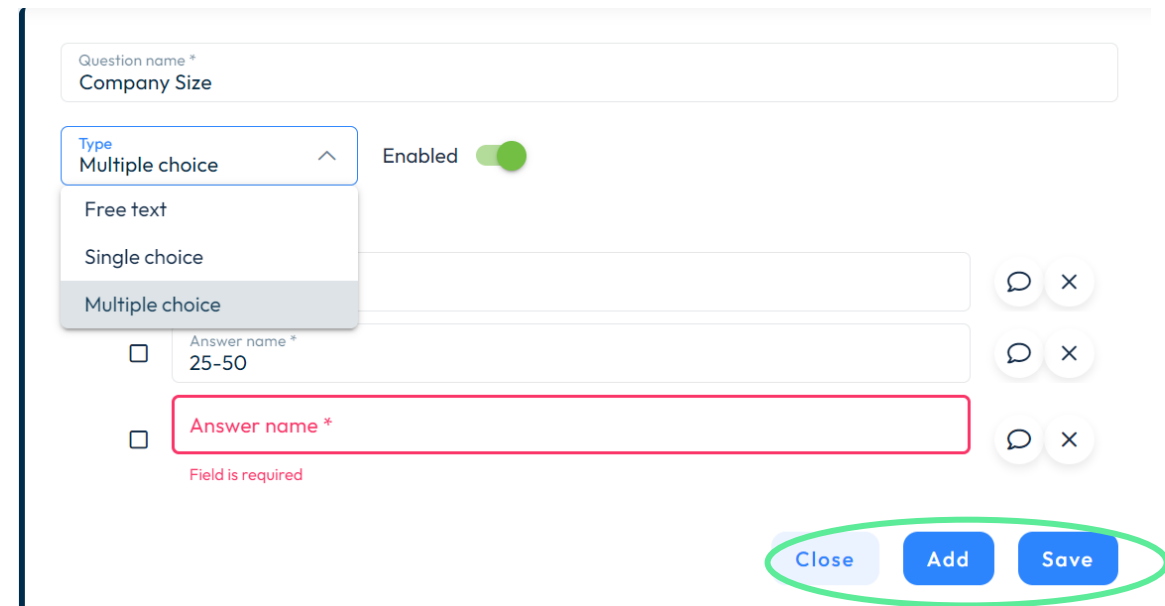 Question name *
Company Size
Type
Multiple choice
Enabled
Free text
Single choice
Multiple choice
Answer name *
25-50
Answer name *
Field is required
Close Add Save